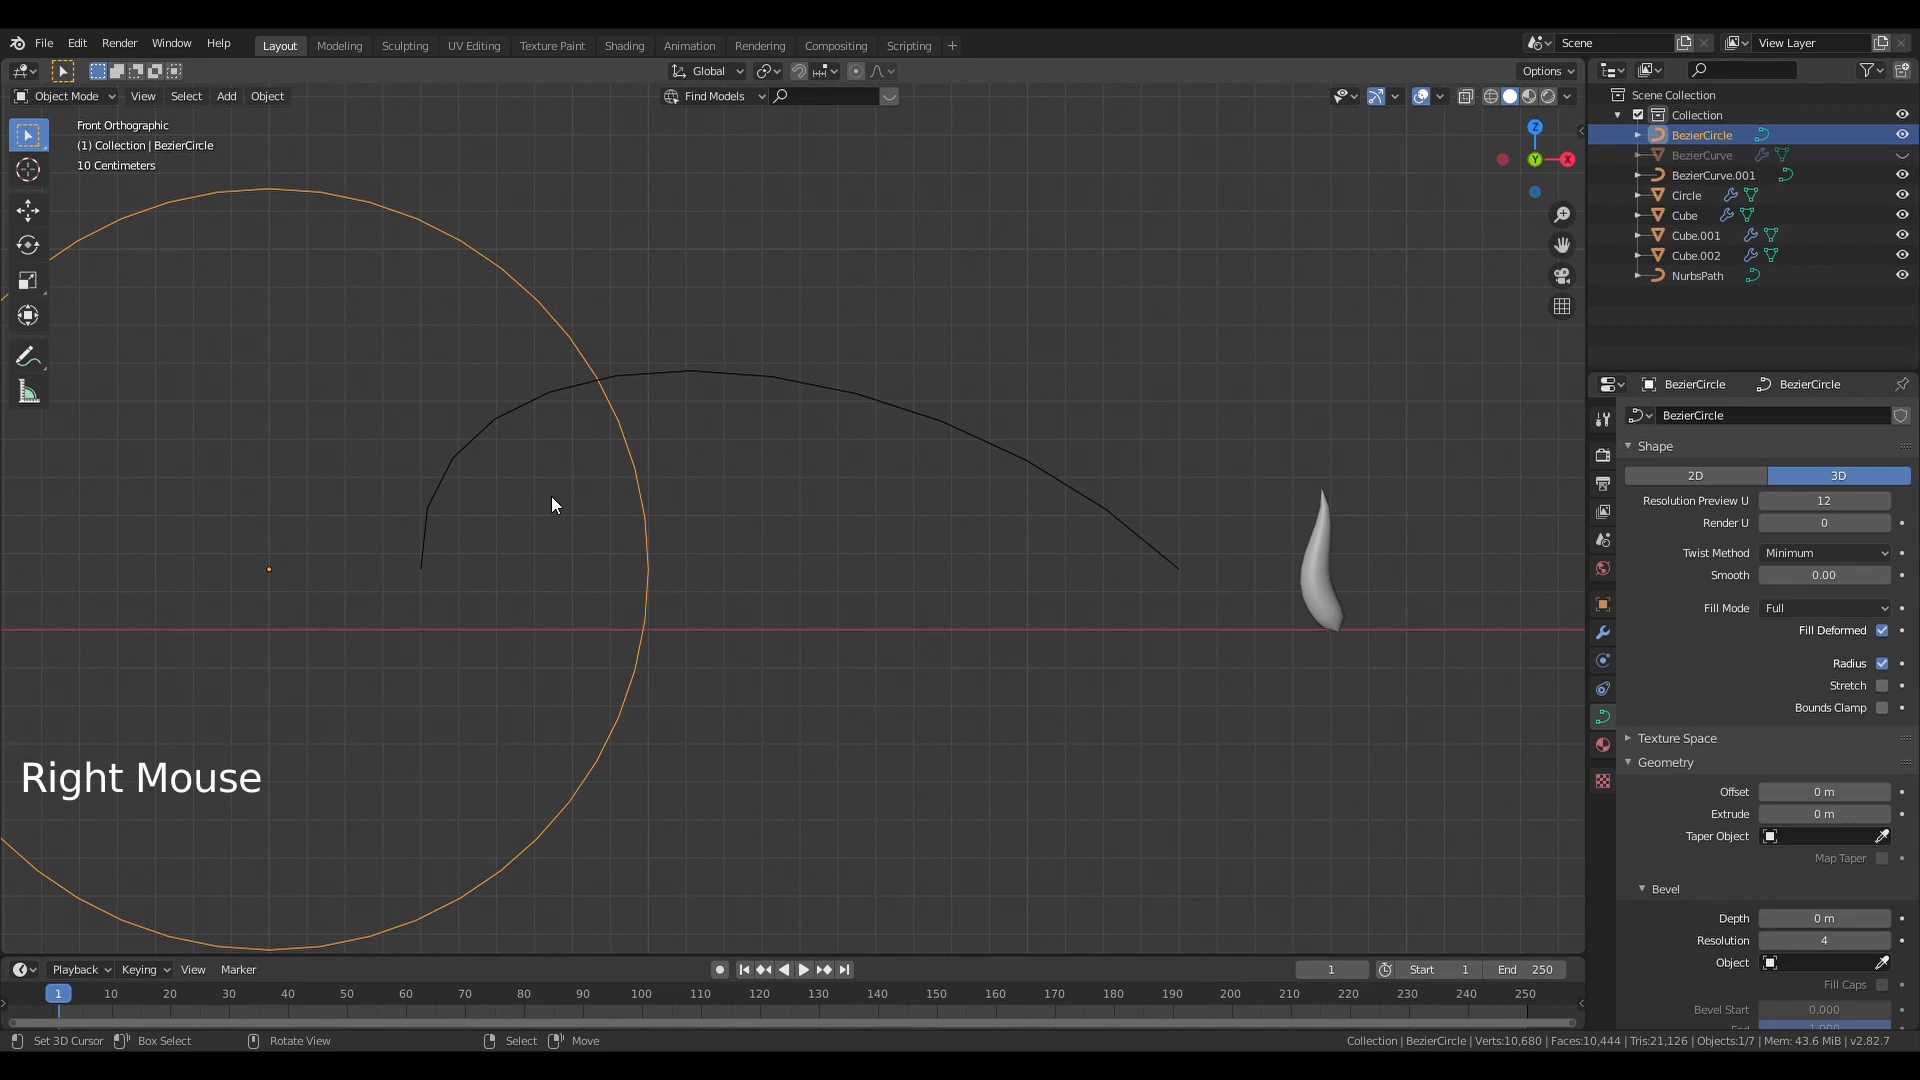 File Edit Render Window Help Layout Modeling Sculpting UV Editing Texture Paint Shading Animation Rendering Compositing Scripting + Scene View Layer
Global Options
Object Mode View Select Add Object Find Models
Front Orthographic
(1) Collection | BezierCircle
10 Centimeters
Z
Y
X
Scene Collection
Collection
BezierCircle
BezierCurve
BezierCurve.001
Circle
Cube
Cube.001
Cube.002
NurbsPath
BezierCircle BezierCircle
BezierCircle
Shape
2D 3D
Resolution Preview U 12
Render U 0
Twist Method Minimum
Smooth 0.00
Fill Mode Full
Fill Deformed
Radius
Stretch
Bounds Clamp
Texture Space
Geometry
Offset 0 m
Extrude 0 m
Taper Object
Map Taper
Bevel
Depth 0 m
Resolution 4
Object
Fill Caps
Bevel Start 0.000
End 1.000
Right Mouse
Playback Keying View Marker 1 Start 1 End 250
1 10 20 30 40 50 60 70 80 90 100 110 120 130 140 150 160 170 180 190 200 210 220 230 240 250
Set 3D Cursor Box Select Rotate View Select Move Collection | BezierCircle | Verts:10,680 | Faces:10,444 | Tris:21,126 | Objects:1/7 | Mem: 43.6 MiB | v2.82.7